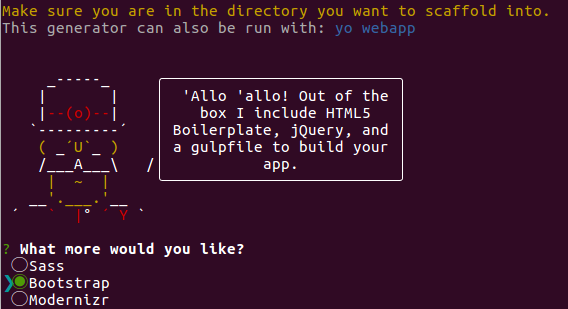 Make sure you are in the directory you want to scaffold into.
This generator can also be run with: yo webapp
'Allo 'allo! Out of the
box I include HTML5
Boilerplate, jQuery, and
a gulpfile to build your
app.
? What more would you like?
Sass
Bootstrap
Modernizr